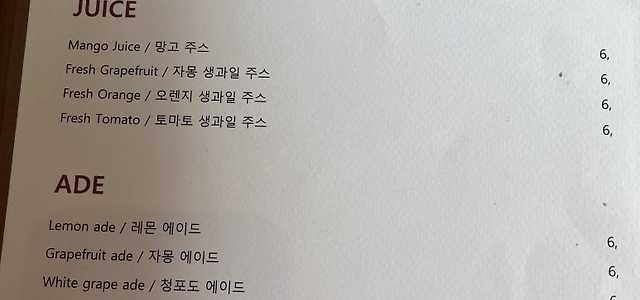 JUICE
Mango Juice / 망고 주스 6,
Fresh Grapefruit / 자몽 생과일 주스 6,
Fresh Orange / 오렌지 생과일 주스 6,
Fresh Tomato / 토마토 생과일 주스 6,
ADE
Lemon ade / 레몬 에이드 6,
Grapefruit ade / 자몽 에이드 6,
White grape ade / 청포도 에이드